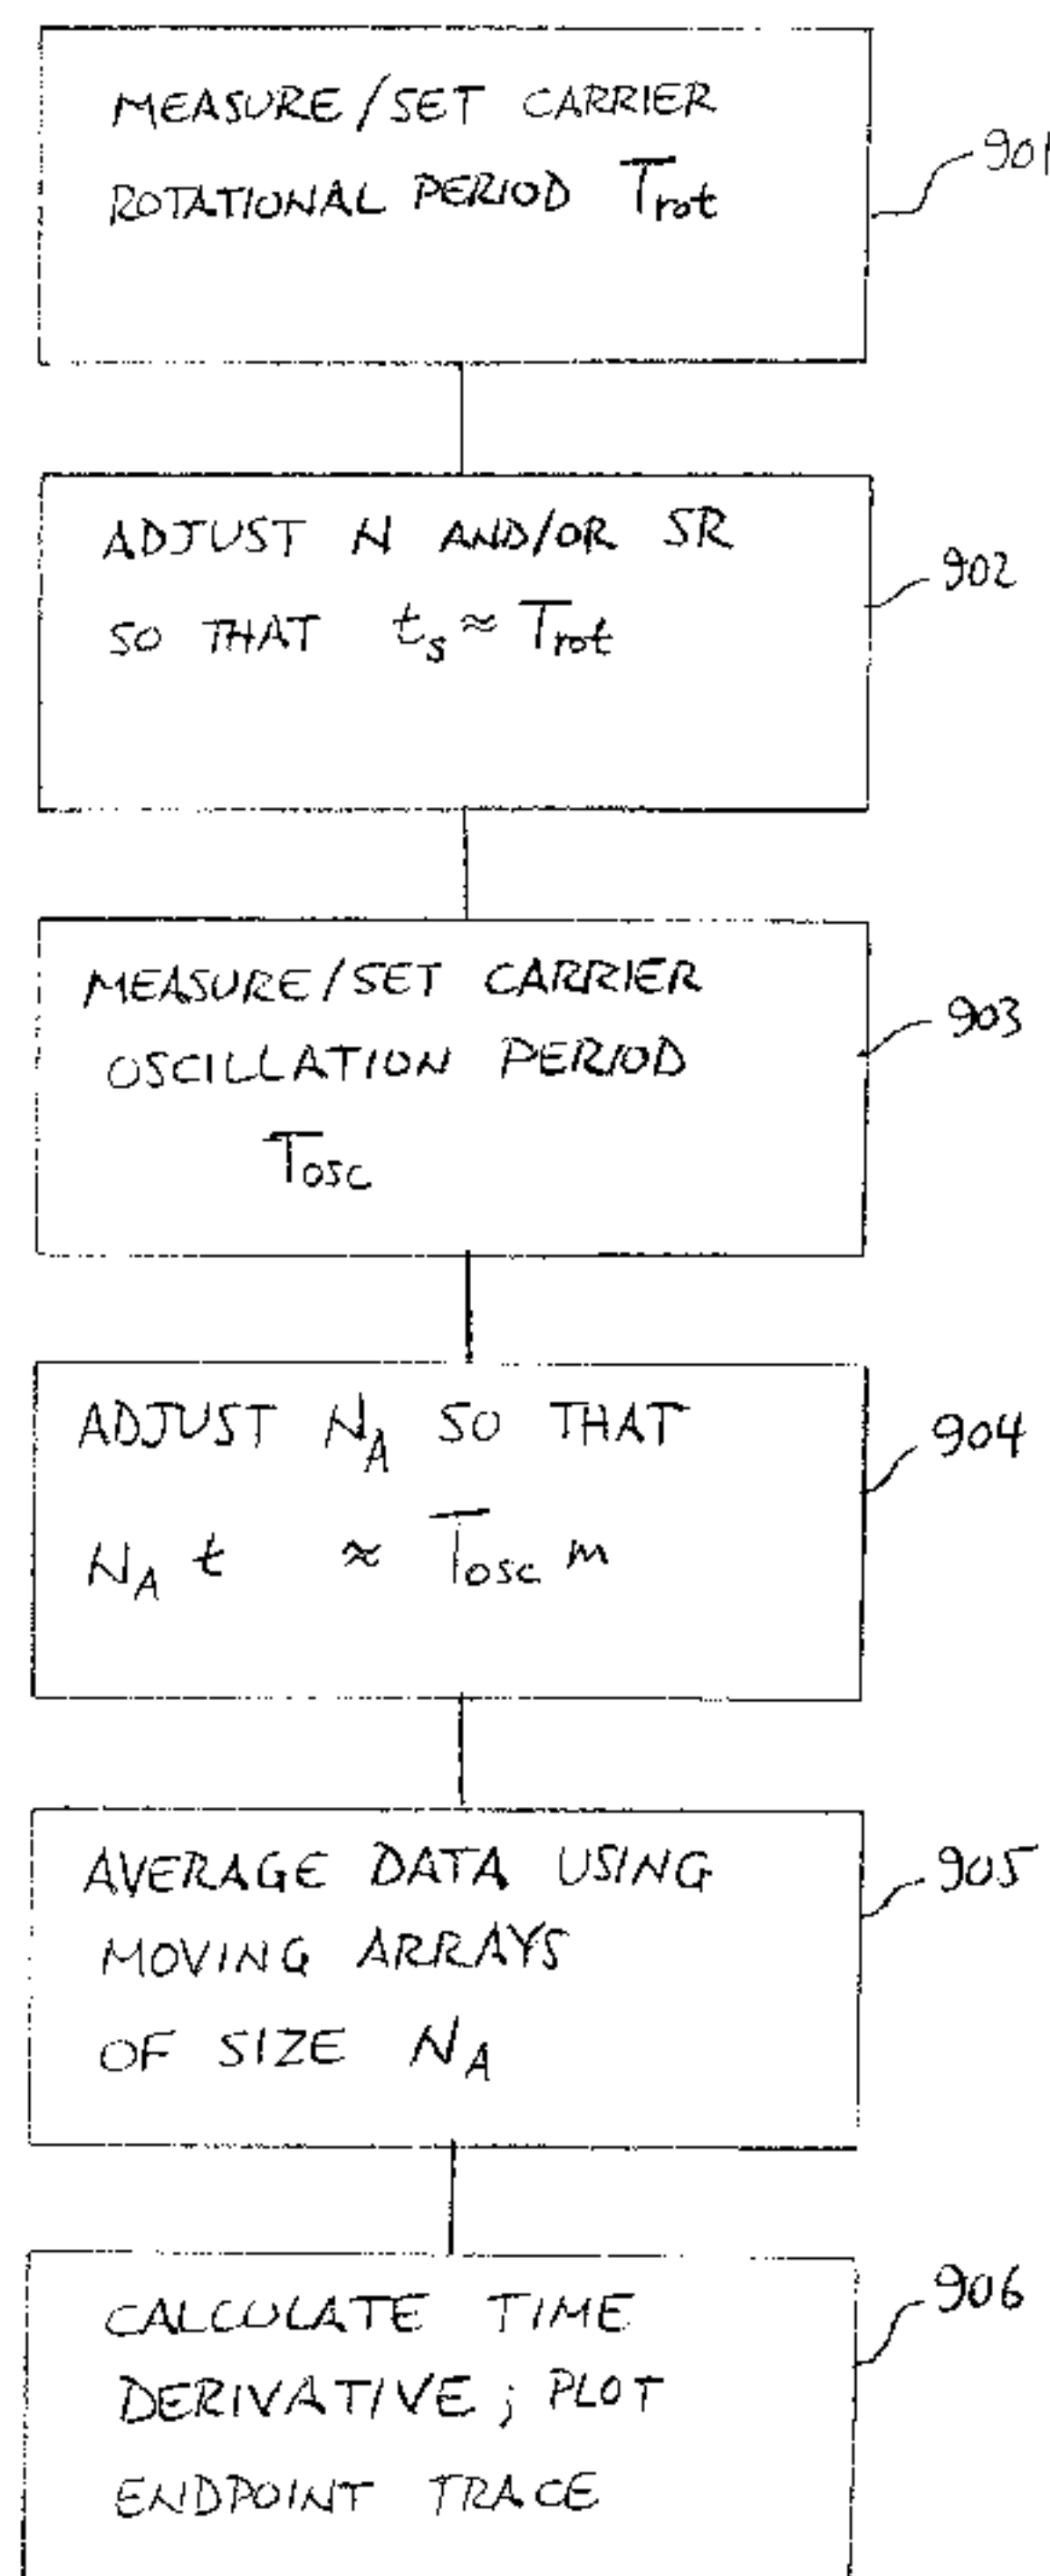 MEASURE/SET CARRIER
ROTATIONAL PERIOD Trot
901
ADJUST N AND/OR SR
SO THAT ts ≈ Trot
902
MEASURE/SET CARRIER
OSCILLATION PERIOD
Tosc
903
ADJUST NA SO THAT
NA t ≈ Tosc m
904
AVERAGE DATA USING
MOVING ARRAYS
OF SIZE NA
905
CALCULATE TIME
DERIVATIVE; PLOT
ENDPOINT TRACE
906